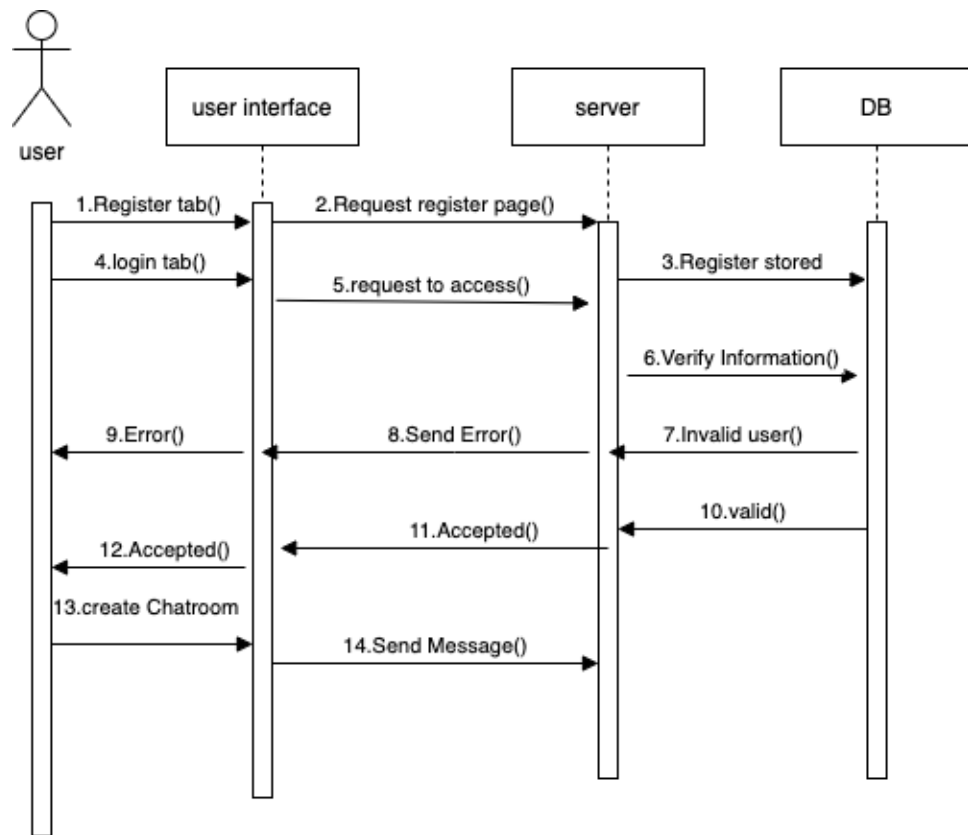 user interface
server
DB
user
1.Register tab()
2.Request register page()
4.login tab()
3.Register stored
5.request to access()
6.Verify Information()
9.Error()
8.Send Error()
7.Invalid user()
10.valid()
11.Accepted()
12.Accepted()
13.create Chatroom
14.Send Message()